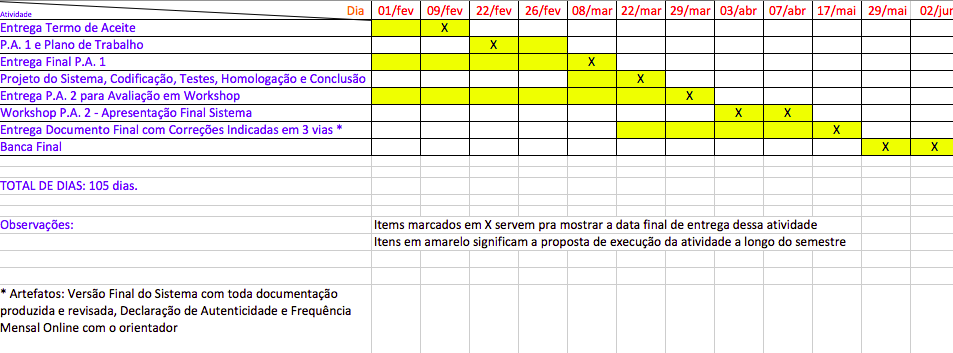 Atividade Dia 01/fev 09/fev 22/fev 26/fev 08/mar 22/mar 29/mar 03/abr 07/abr 17/mai 29/mai 02/jun
Entrega Termo de Aceite X
P.A. 1 e Plano de Trabalho X
Entrega Final P.A. 1 X
Projeto do Sistema, Codificação, Testes, Homologação e Conclusão X
Entrega P.A. 2 para Avaliação em Workshop X
Workshop P.A. 2 - Apresentação Final Sistema X X
Entrega Documento Final com Correções Indicadas em 3 vias * X
Banca Final X X
TOTAL DE DIAS: 105 dias.
Observações: Items marcados em X servem pra mostrar a data final de entrega dessa atividade
Itens em amarelo significam a proposta de execução da atividade a longo do semestre
* Artefatos: Versão Final do Sistema com toda documentação
produzida e revisada, Declaração de Autenticidade e Frequência
Mensal Online com o orientador